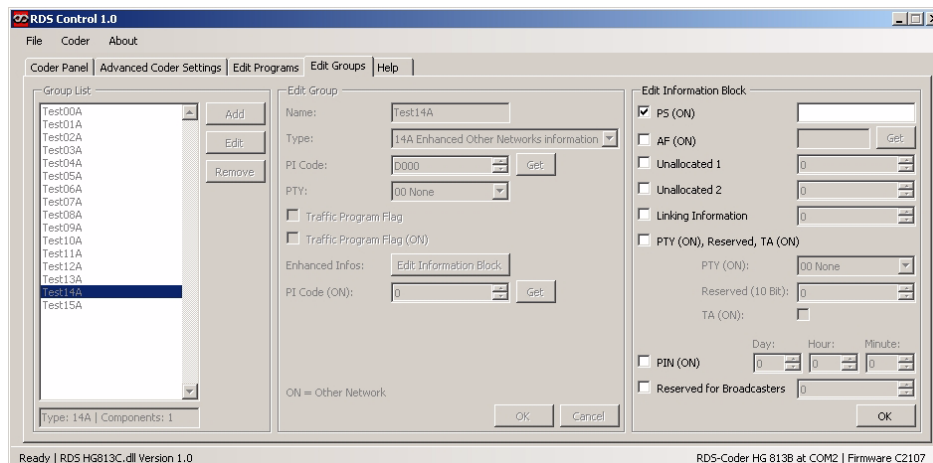 RDS Control 1.0
File Coder About
Coder Panel Advanced Coder Settings Edit Programs Edit Groups Help
Group List
Test00A
Test01A
Test02A
Test03A
Test04A
Test05A
Test06A
Test07A
Test08A
Test09A
Test10A
Test11A
Test12A
Test13A
Test14A
Test15A
Add
Edit
Remove
Type: 14A | Components: 1
Edit Group
Name: Test14A
Type: 14A Enhanced Other Networks information
PI Code: D000 Get
PTY: 00 None
Traffic Program Flag
Traffic Program Flag (ON)
Enhanced Infos: Edit Information Block
PI Code (ON): 0 Get
ON = Other Network
OK Cancel
Edit Information Block
PS (ON)
AF (ON) Get
Unallocated 1 0
Unallocated 2 0
Linking Information 0
PTY (ON), Reserved, TA (ON)
PTY (ON): 00 None
Reserved (10 Bit): 0
TA (ON):
Day: Hour: Minute:
PIN (ON) 0 0 0
Reserved for Broadcasters 0
OK
Ready | RDS HG813C.dll Version 1.0 RDS-Coder HG 813B at COM2 | Firmware C2107